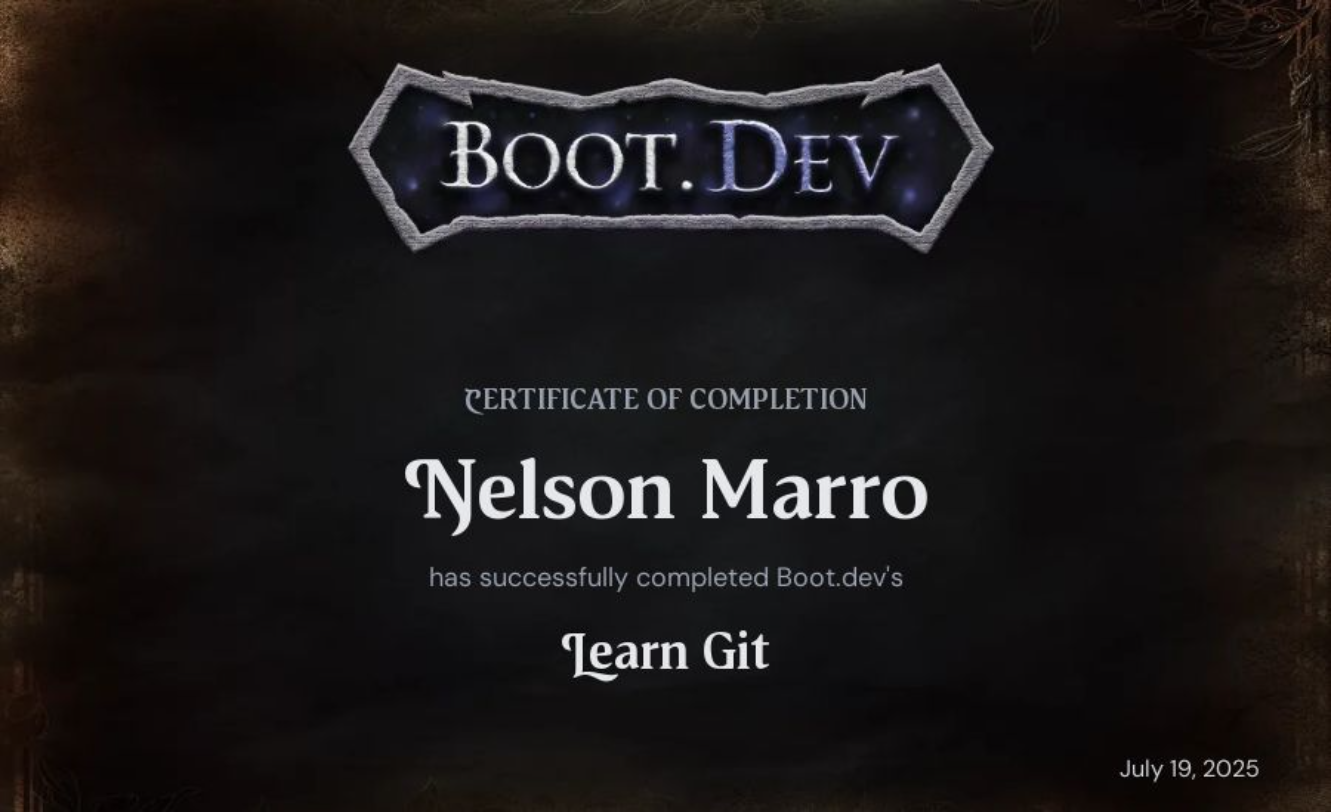 BOOT.DEV
CERTIFICATE OF COMPLETION
Nelson Marro
has successfully completed Boot.dev's
Learn Git
July 19, 2025